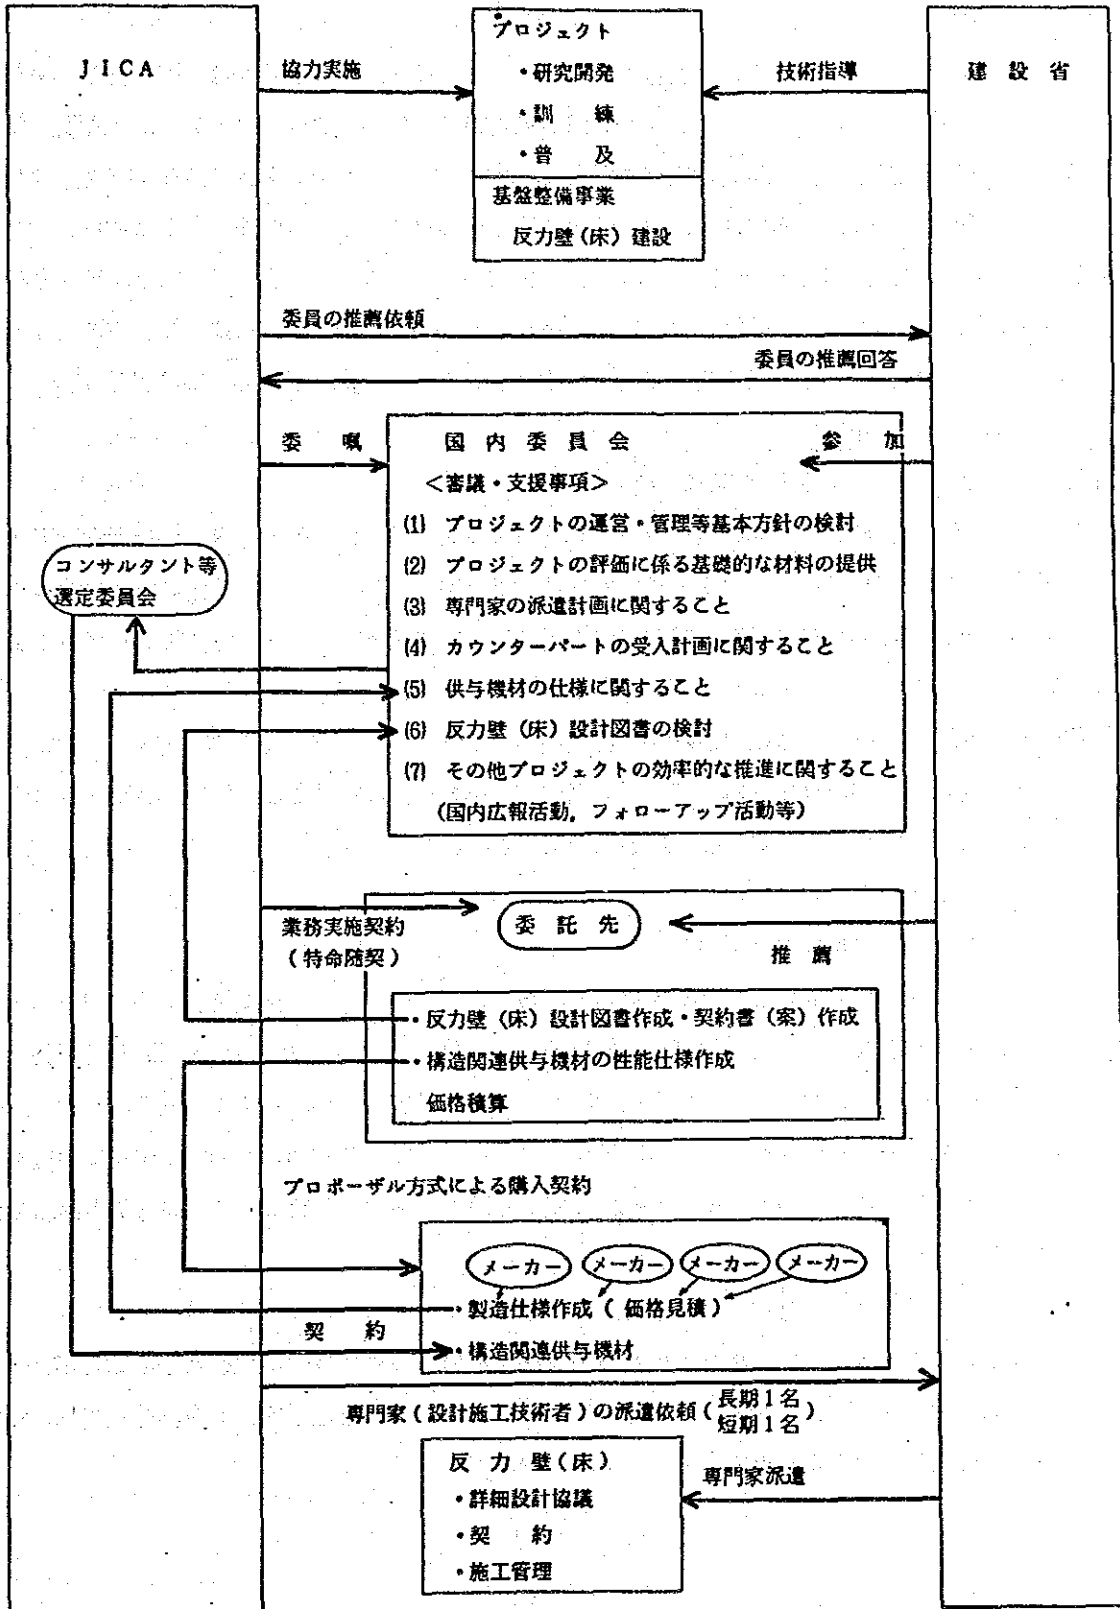 プロジェクト
・研究開発
・訓　練
・普　及
基盤整備事業
反力壁(床)建設
JICA
協力実施
技術指導
建設省
委員の推薦依頼
委員の推薦回答
委　嘱
国内委員会
参　加
＜審議・支援事項＞
(1) プロジェクトの運営・管理等基本方針の検討
(2) プロジェクトの評価に係る基礎的な材料の提供
(3) 専門家の派遣計画に関すること
(4) カウンターパートの受入計画に関すること
(5) 供与機材の仕様に関すること
(6) 反力壁（床）設計図書の検討
(7) その他プロジェクトの効率的な推進に関すること
(国内広報活動，フォローアップ活動等)
コンサルタント等
選定委員会
業務実施契約
(特命随契)
委託先
推　薦
・反力壁（床）設計図書作成・契約書（案）作成
・構造関連供与機材の性能仕様作成
価格積算
プロポーザル方式による購入契約
メーカー メーカー メーカー メーカー
・製造仕様作成（価格見積）
契　約
・構造関連供与機材
専門家(設計施工技術者)の派遣依頼(長期1名
短期1名)
反力壁(床)
・詳細設計協議
・契　約
・施工管理
専門家派遣